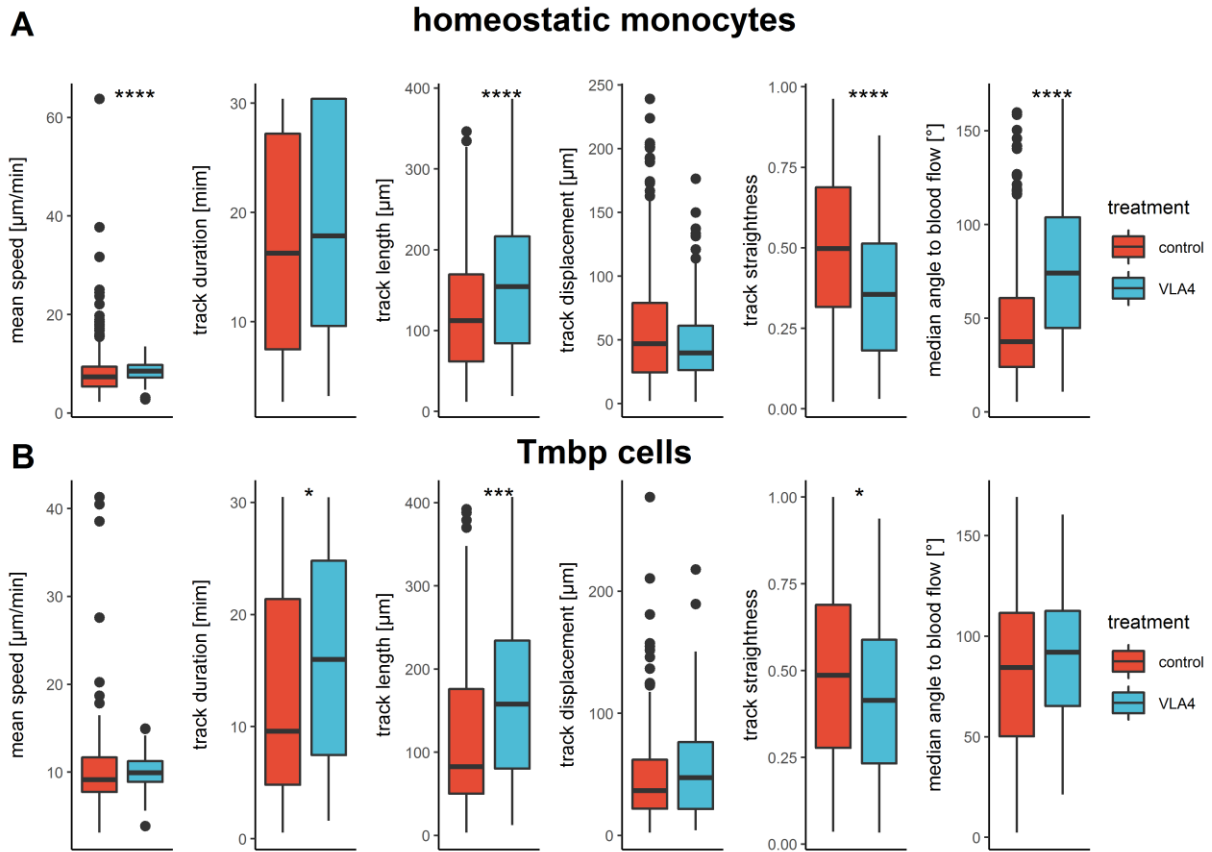 A
homeostatic monocytes
mean speed [µm/min]
60
40
20
0
****
track duration [mim]
30
20
10
track length [µm]
400
300
200
100
0
****
track displacement [µm]
250
200
150
100
50
0
track straightness
1.00
0.75
0.50
0.25
0.00
****
median angle to blood flow [°]
150
100
50
0
****
treatment
control
VLA4
B
Tmbp cells
mean speed [µm/min]
40
30
20
10
track duration [mim]
30
20
10
0
*
track length [µm]
400
300
200
100
0
***
track displacement [µm]
200
100
0
track straightness
1.00
0.75
0.50
0.25
0.00
*
median angle to blood flow [°]
150
100
50
0
treatment
control
VLA4